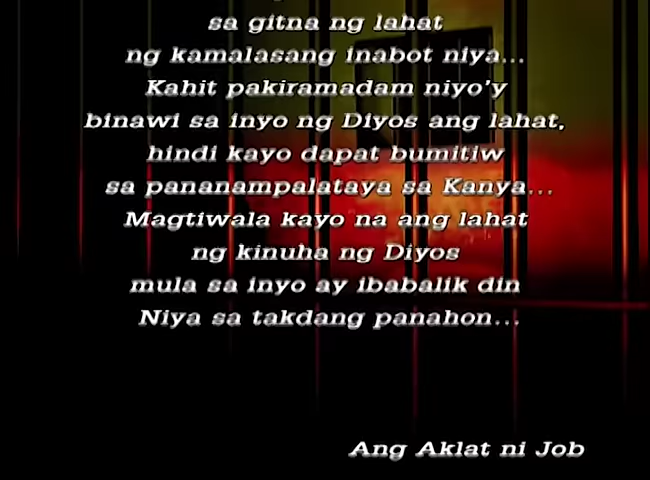 sa gitna ng lahat
ng kamalasang inabot niya...
Kahit pakiramadam niyo'y
binawi sa inyo ng Diyos ang lahat,
hindi kayo dapat bumitiw
sa pananampalataya sa Kanya...
Magtiwala kayo na ang lahat
ng kinuha ng Diyos
mula sa inyo ay ibabalik din
Niya sa takdang panahon...
Ang Aklat ni Job